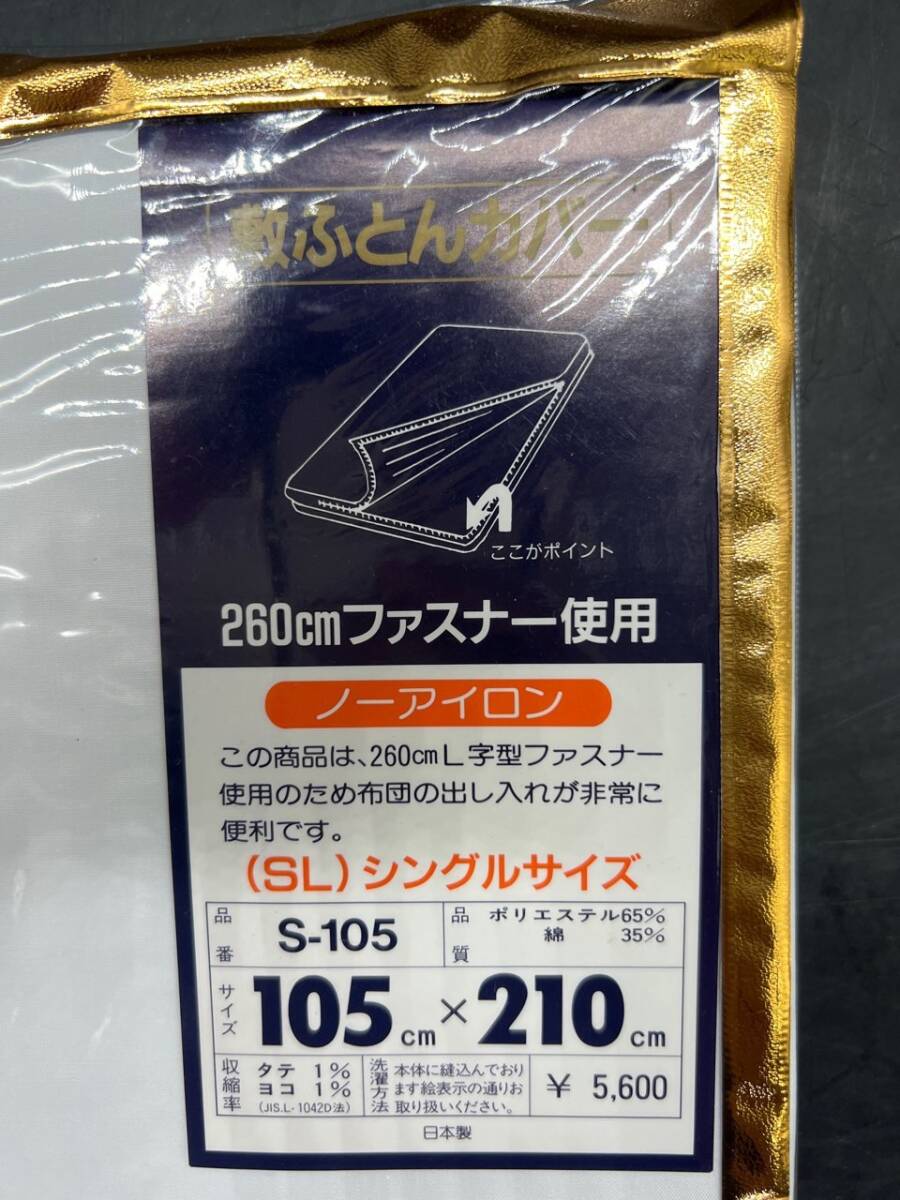 敷ふとんカバー
ここがポイント
260cmファスナー使用
ノーアイロン
この商品は、260cmL字型ファスナー
使用のため布団の出し入れが非常に
便利です。
(SL)シングルサイズ
品番 S-105 品質 ポリエステル65% 綿 35%
サイズ 105cm×210cm
収縮率 タテ 1% ヨコ 1% (JIS.L-1042D法) 洗濯方法 本体に縫込んでおります絵表示の通りお取り扱いください。 ¥ 5,600
日本製